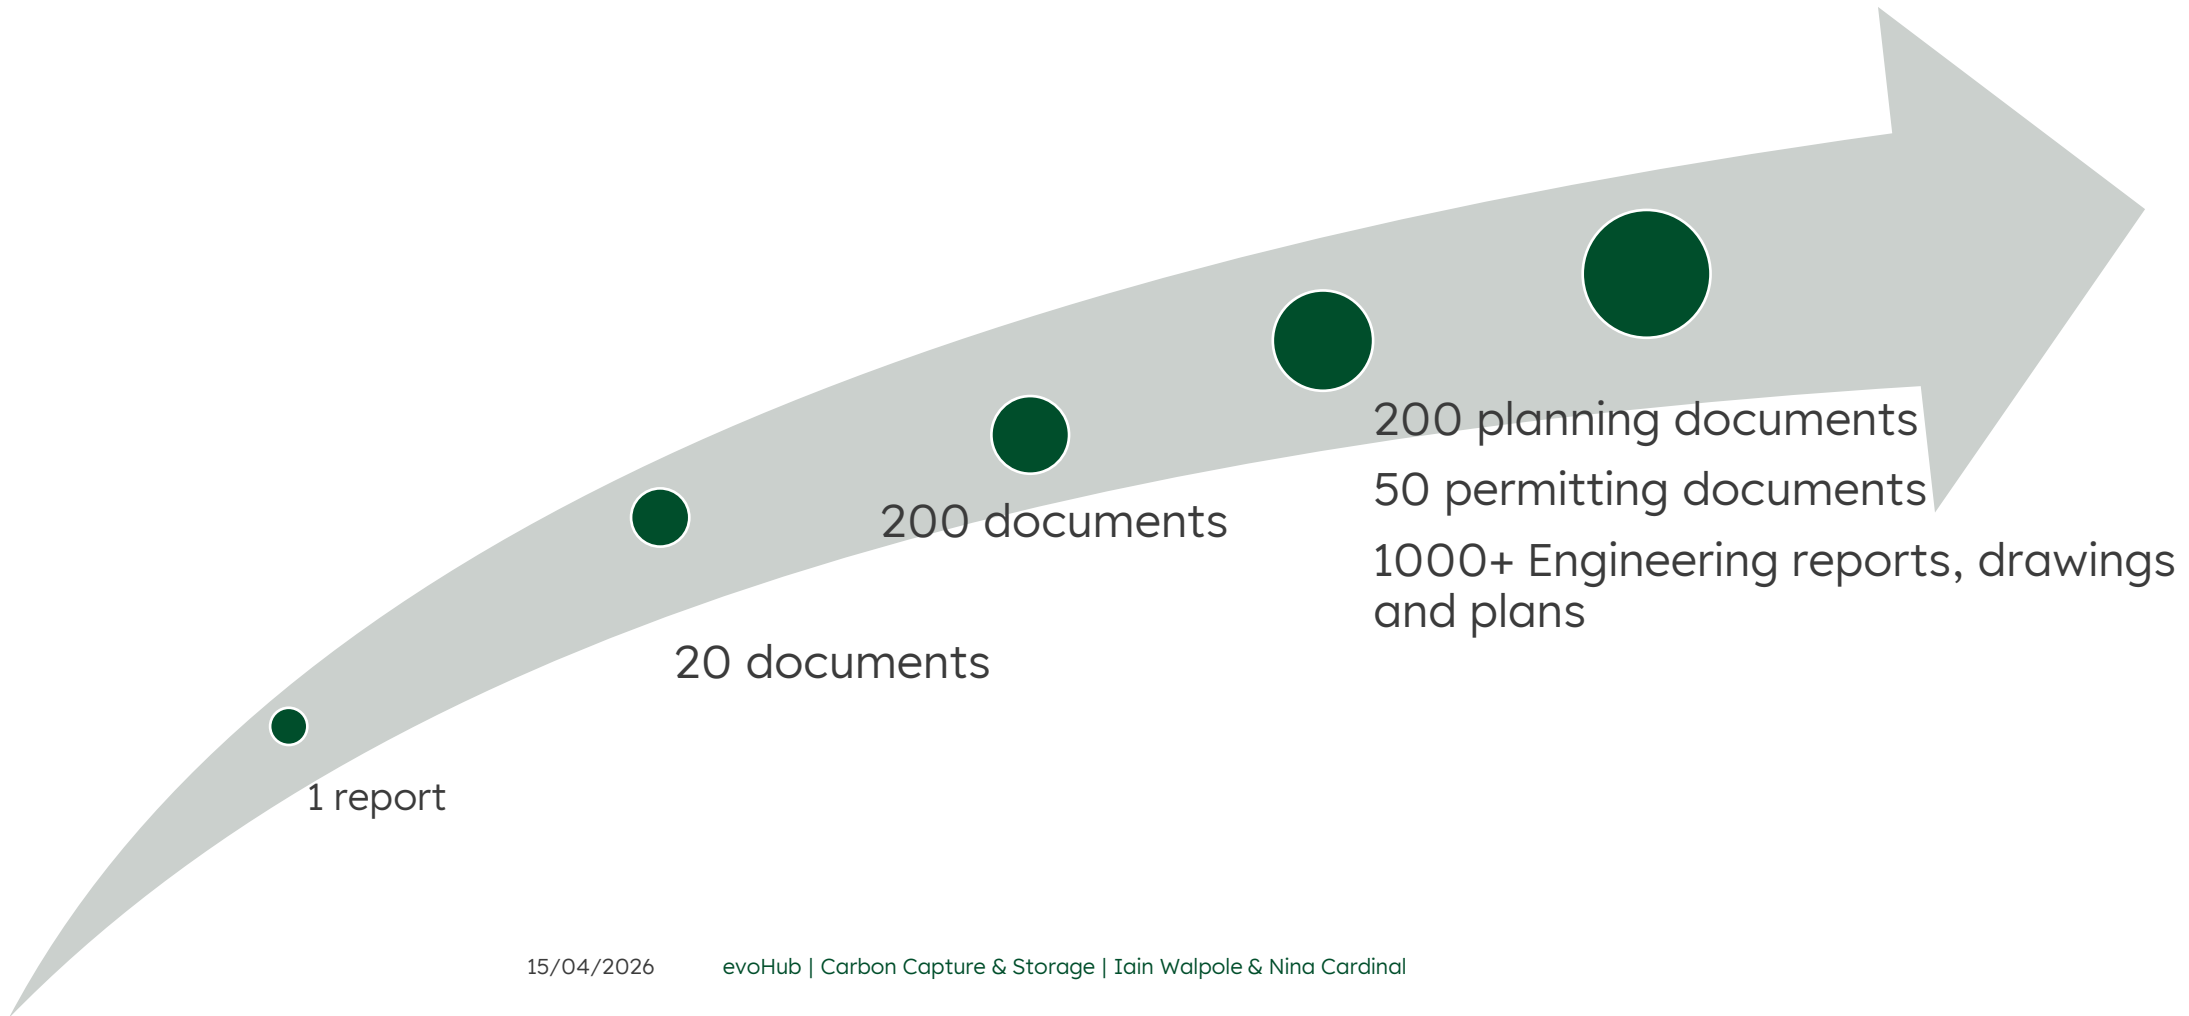 1 report
20 documents
200 documents
200 planning documents
50 permitting documents
1000+ Engineering reports, drawings
and plans
15/04/2026 evoHub | Carbon Capture & Storage | Iain Walpole & Nina Cardinal